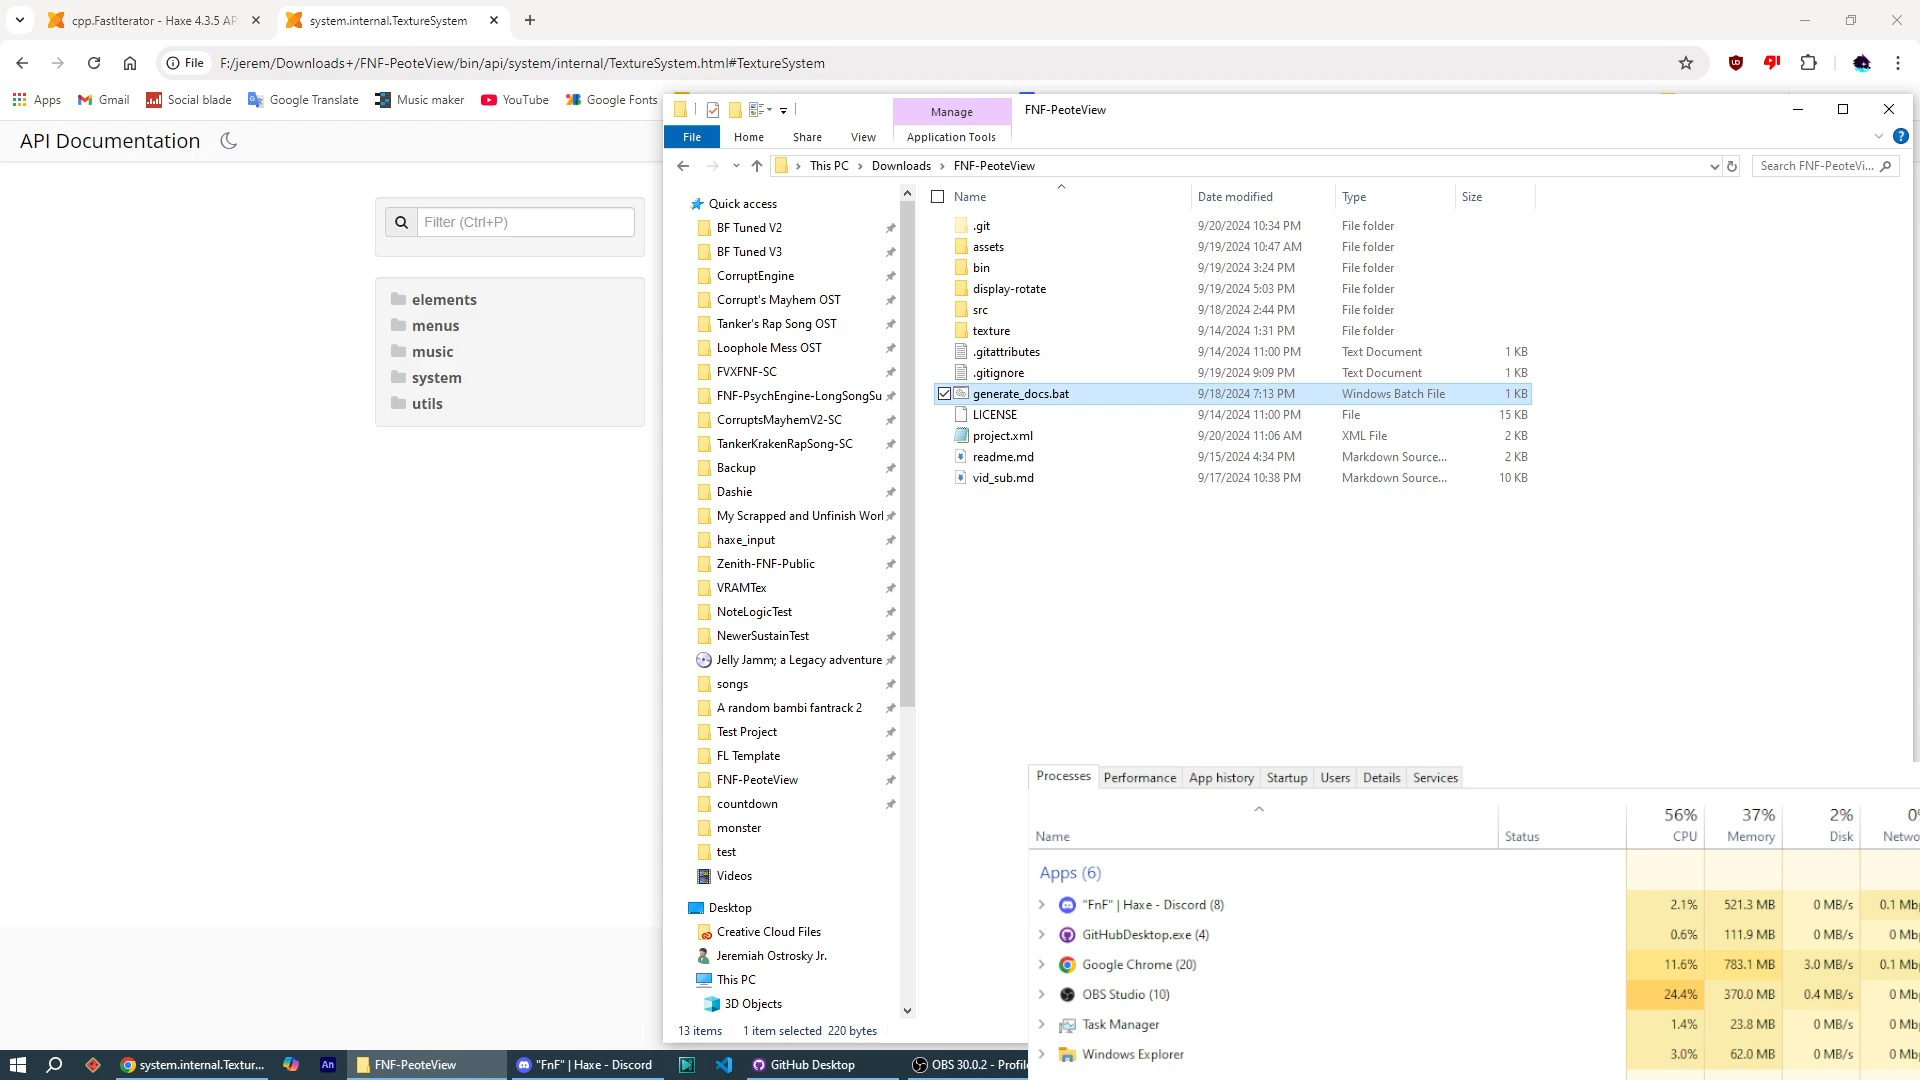 cpp.FastIterator - Haxe 4.3.5 AP
system.internal.TextureSystem
File
F:/jerem/Downloads+/FNF-PeoteView/bin/api/system/internal/TextureSystem.html#TextureSystem
Apps
Gmail
Social blade
Google Translate
Music maker
YouTube
Google Fonts
API Documentation
Filter (Ctrl+P)
elements
menus
music
system
utils
Manage
FNF-PeoteView
File
Home
Share
View
Application Tools
This PC
Downloads
FNF-PeoteView
Search FNF-PeoteVi...
Quick access
BF Tuned V2
BF Tuned V3
CorruptEngine
Corrupt's Mayhem OST
Tanker's Rap Song OST
Loophole Mess OST
FVXFNF-SC
FNF-PsychEngine-LongSongSu
CorruptsMayhemV2-SC
TankerKrakenRapSong-SC
Backup
Dashie
My Scrapped and Unfinish Worl
haxe_input
Zenith-FNF-Public
VRAMTex
NoteLogicTest
NewerSustainTest
Jelly Jamm; a Legacy adventure
songs
A random bambi fantrack 2
Test Project
FL Template
FNF-PeoteView
countdown
monster
test
Videos
Desktop
Creative Cloud Files
Jeremiah Ostrosky Jr.
This PC
3D Objects
Name Date modified Type Size
.git 9/20/2024 10:34 PM File folder
assets 9/19/2024 10:47 AM File folder
bin 9/19/2024 3:24 PM File folder
display-rotate 9/19/2024 5:03 PM File folder
src 9/18/2024 2:44 PM File folder
texture 9/14/2024 1:31 PM File folder
.gitattributes 9/14/2024 11:00 PM Text Document 1 KB
.gitignore 9/19/2024 9:09 PM Text Document 1 KB
generate_docs.bat 9/18/2024 7:13 PM Windows Batch File 1 KB
LICENSE 9/14/2024 11:00 PM File 15 KB
project.xml 9/20/2024 11:06 AM XML File 2 KB
readme.md 9/15/2024 4:34 PM Markdown Source... 2 KB
vid_sub.md 9/17/2024 10:38 PM Markdown Source... 10 KB
13 items 1 item selected 220 bytes
Processes Performance App history Startup Users Details Services
56% 37% 2% 0%
Name Status CPU Memory Disk Netwo
Apps (6)
"FnF" | Haxe - Discord (8) 2.1% 521.3 MB 0 MB/s 0.1 Mb
GitHubDesktop.exe (4) 0.6% 111.9 MB 0 MB/s 0 Mb
Google Chrome (20) 11.6% 783.1 MB 3.0 MB/s 0.1 Mb
OBS Studio (10) 24.4% 370.0 MB 0.4 MB/s 0 Mb
Task Manager 1.4% 23.8 MB 0 MB/s 0 Mb
Windows Explorer 3.0% 62.0 MB 0 MB/s 0 Mb
An
system.internal.Textur...
FNF-PeoteView
"FnF" | Haxe - Discord
GitHub Desktop
OBS 30.0.2 - Profile